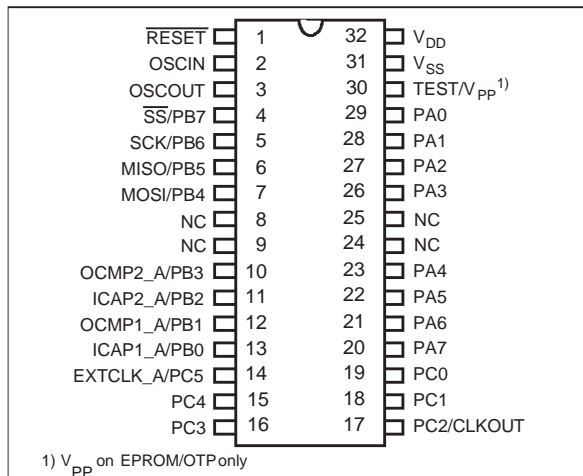 RESET 1 32 VDD
OSCIN 2 31 VSS
OSCOUT 3 30 TEST/VPP1)
SS/PB7 4 29 PA0
SCK/PB6 5 28 PA1
MISO/PB5 6 27 PA2
MOSI/PB4 7 26 PA3
NC 8 25 NC
NC 9 24 NC
OCMP2_A/PB3 10 23 PA4
ICAP2_A/PB2 11 22 PA5
OCMP1_A/PB1 12 21 PA6
ICAP1_A/PB0 13 20 PA7
EXTCLK_A/PC5 14 19 PC0
PC4 15 18 PC1
PC3 16 17 PC2/CLKOUT
1) VPP on EPROM/OTP only